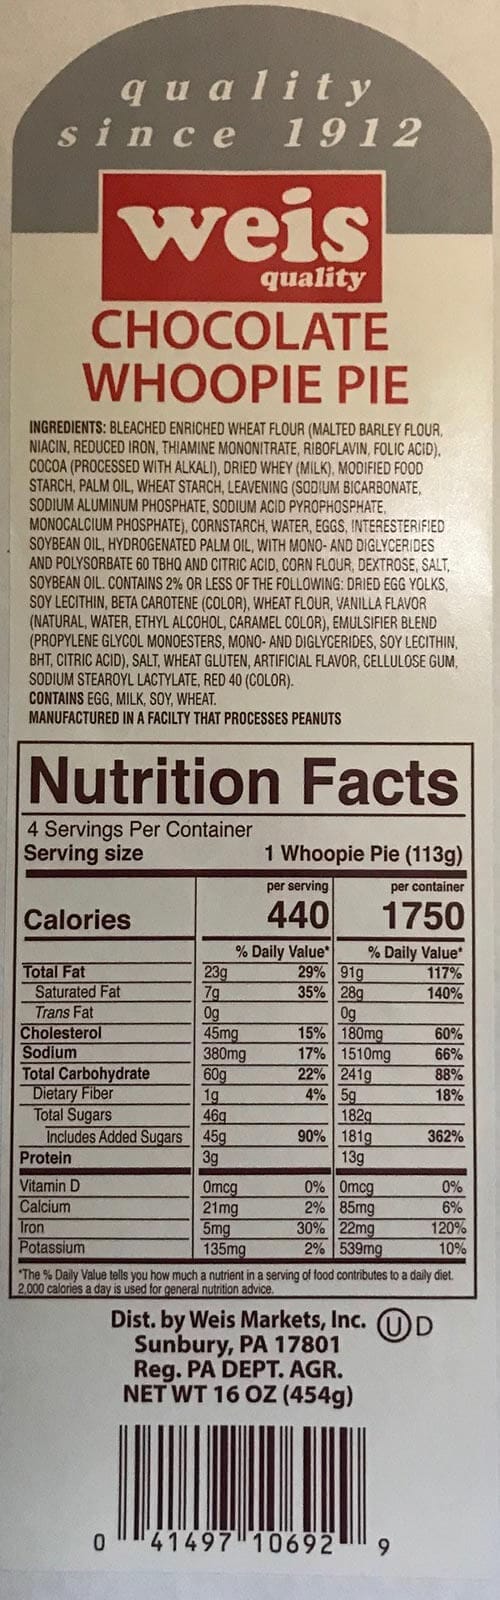 quality
since 1912
weis
quality
CHOCOLATE
WHOOPIE PIE
INGREDIENTS: BLEACHED ENRICHED WHEAT FLOUR (MALTED BARLEY FLOUR,
NIACIN, REDUCED IRON, THIAMINE MONONITRATE, RIBOFLAVIN, FOLIC ACID),
COCOA (PROCESSED WITH ALKALI), DRIED WHEY (MILK), MODIFIED FOOD
STARCH, PALM OIL, WHEAT STARCH, LEAVENING (SODIUM BICARBONATE,
SODIUM ALUMINUM PHOSPHATE, SODIUM ACID PYROPHOSPHATE,
MONOCALCIUM PHOSPHATE), CORNSTARCH, WATER, EGGS, INTERESTERIFIED
SOYBEAN OIL, HYDROGENATED PALM OIL, WITH MONO- AND DIGLYCERIDES
AND POLYSORBATE 60 TBHQ AND CITRIC ACID, CORN FLOUR, DEXTROSE, SALT,
SOYBEAN OIL. CONTAINS 2% OR LESS OF THE FOLLOWING: DRIED EGG YOLKS,
SOY LECITHIN, BETA CAROTENE (COLOR), WHEAT FLOUR, VANILLA FLAVOR
(NATURAL, WATER, ETHYL ALCOHOL, CARAMEL COLOR), EMULSIFIER BLEND
(PROPYLENE GLYCOL MONOESTERS, MONO- AND DIGLYCERIDES, SOY LECITHIN,
BHT, CITRIC ACID), SALT, WHEAT GLUTEN, ARTIFICIAL FLAVOR, CELLULOSE GUM,
SODIUM STEAROYL LACTYLATE, RED 40 (COLOR).
CONTAINS EGG, MILK, SOY, WHEAT.
MANUFACTURED IN A FACILTY THAT PROCESSES PEANUTS
Nutrition Facts
4 Servings Per Container
Serving size 1 Whoopie Pie (113g)
per serving per container
Calories 440 1750
% Daily Value* % Daily Value*
Total Fat 23g 29% 91g 117%
Saturated Fat 7g 35% 28g 140%
Trans Fat 0g 0g
Cholesterol 45mg 15% 180mg 60%
Sodium 380mg 17% 1510mg 66%
Total Carbohydrate 60g 22% 241g 88%
Dietary Fiber 1g 4% 5g 18%
Total Sugars 46g 182g
Includes Added Sugars 45g 90% 181g 362%
Protein 3g 13g
Vitamin D 0mcg 0% 0mcg 0%
Calcium 21mg 2% 85mg 6%
Iron 5mg 30% 22mg 120%
Potassium 135mg 2% 539mg 10%
*The % Daily Value tells you how much a nutrient in a serving of food contributes to a daily diet.
2,000 calories a day is used for general nutrition advice.
Dist. by Weis Markets, Inc. U D
Sunbury, PA 17801
Reg. PA DEPT. AGR.
NET WT 16 OZ (454g)
0 41497 10692 9